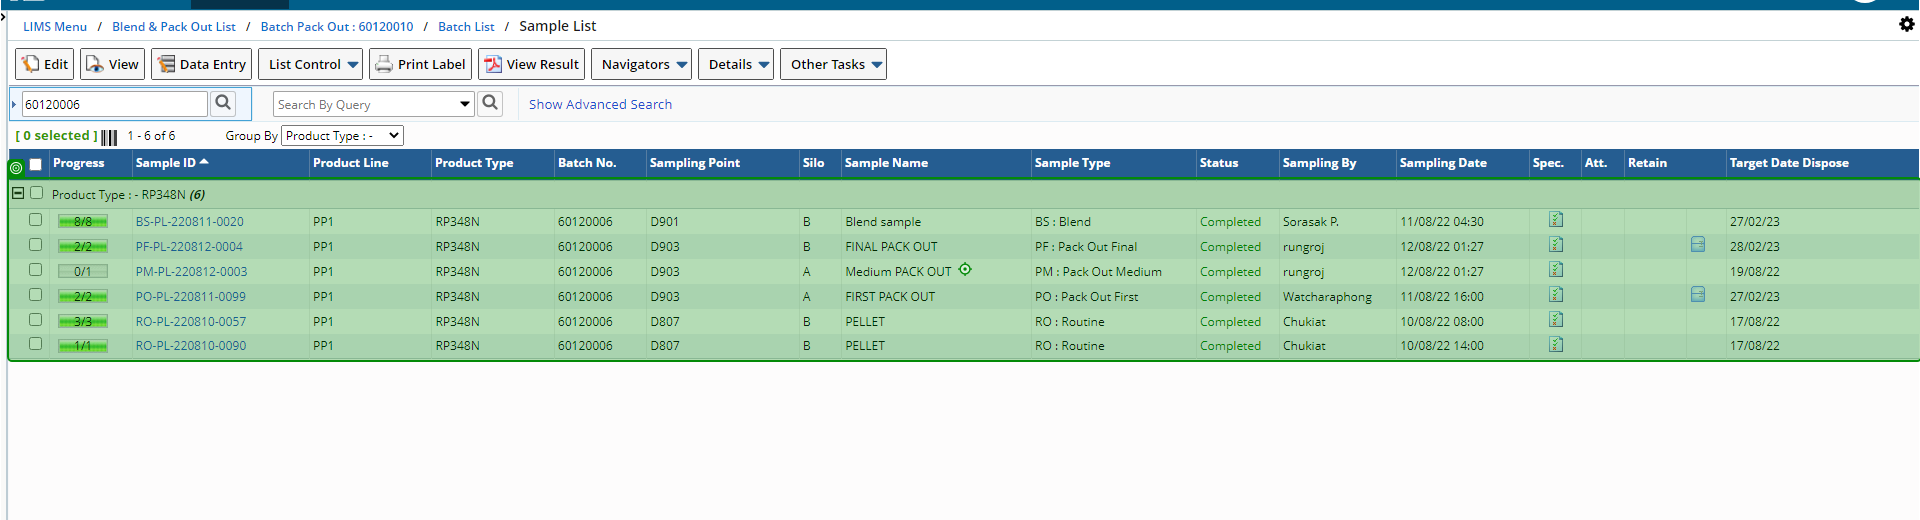 LIMS Menu / Blend & Pack Out List / Batch Pack Out : 60120010 / Batch List / Sample List
Edit View Data Entry List Control Print Label View Result Navigators Details Other Tasks
60120006 Search By Query Show Advanced Search
[ 0 selected ] 1 - 6 of 6 Group By Product Type : -
Progress Sample ID Product Line Product Type Batch No. Sampling Point Silo Sample Name Sample Type Status Sampling By Sampling Date Spec. Att. Retain Target Date Dispose
Product Type : - RP348N (6)
8/8 BS-PL-220811-0020 PP1 RP348N 60120006 D901 B Blend sample BS : Blend Completed Sorasak P. 11/08/22 04:30 27/02/23
2/2 PF-PL-220812-0004 PP1 RP348N 60120006 D903 B FINAL PACK OUT PF : Pack Out Final Completed rungroj 12/08/22 01:27 28/02/23
0/1 PM-PL-220812-0003 PP1 RP348N 60120006 D903 A Medium PACK OUT PM : Pack Out Medium Completed rungroj 12/08/22 01:27 19/08/22
2/2 PO-PL-220811-0099 PP1 RP348N 60120006 D903 A FIRST PACK OUT PO : Pack Out First Completed Watcharaphong 11/08/22 16:00 27/02/23
3/3 RO-PL-220810-0057 PP1 RP348N 60120006 D807 B PELLET RO : Routine Completed Chukiat 10/08/22 08:00 17/08/22
1/1 RO-PL-220810-0090 PP1 RP348N 60120006 D807 B PELLET RO : Routine Completed Chukiat 10/08/22 14:00 17/08/22